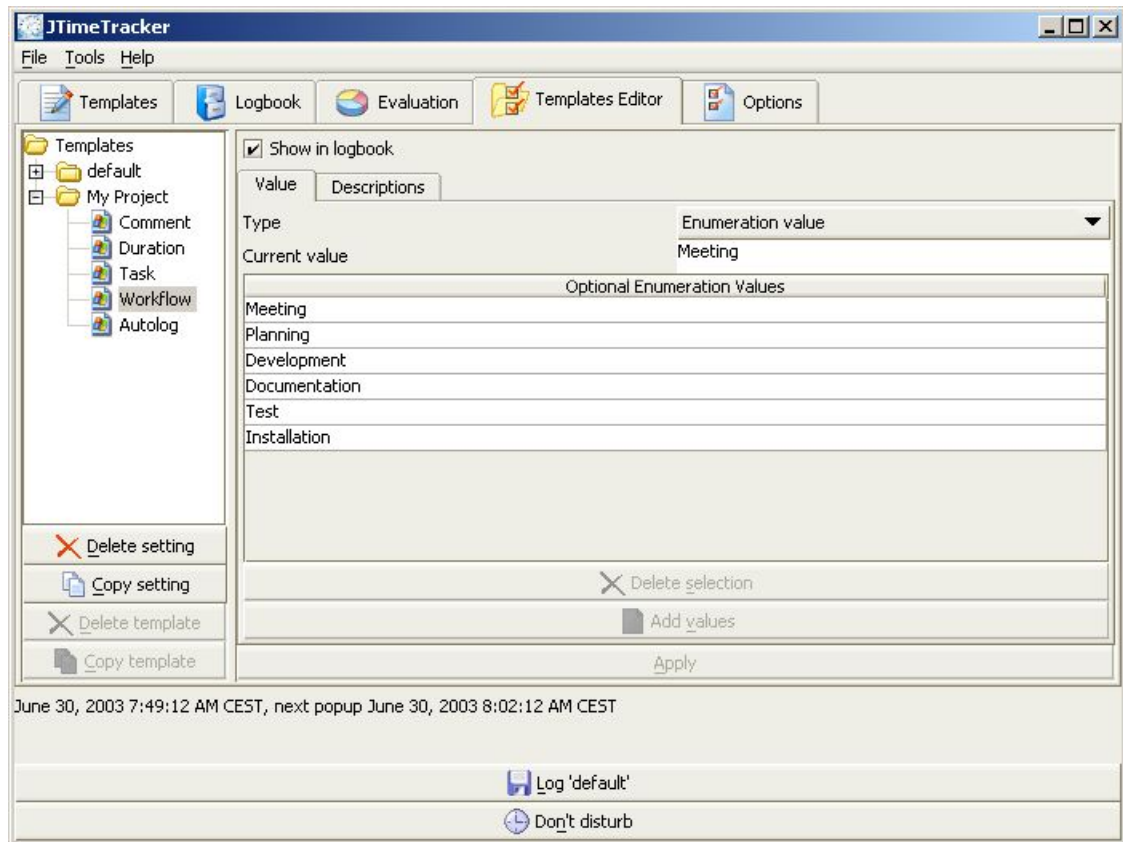 JTimeTracker
File Tools Help
Templates Logbook Evaluation Templates Editor Options
Templates
default
My Project
Comment
Duration
Task
Workflow
Autolog
Delete setting
Copy setting
Delete template
Copy template
Show in logbook
Value Descriptions
Type Enumeration value
Current value Meeting
Optional Enumeration Values
Meeting
Planning
Development
Documentation
Test
Installation
Delete selection
Add values
Apply
June 30, 2003 7:49:12 AM CEST, next popup June 30, 2003 8:02:12 AM CEST
Log 'default'
Don't disturb